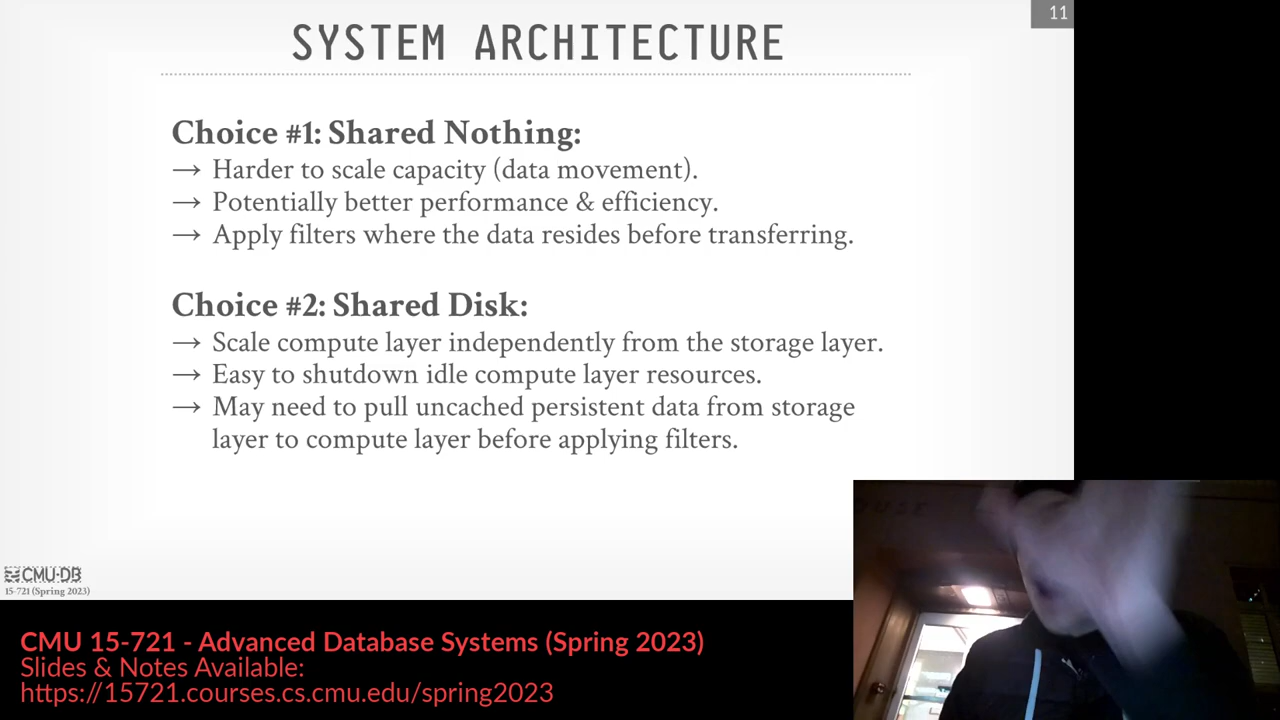 11
SYSTEM ARCHITECTURE
Choice #1: Shared Nothing:
→ Harder to scale capacity (data movement).
→ Potentially better performance & efficiency.
→ Apply filters where the data resides before transferring.
Choice #2: Shared Disk:
→ Scale compute layer independently from the storage layer.
→ Easy to shutdown idle compute layer resources.
→ May need to pull uncached persistent data from storage
layer to compute layer before applying filters.
CMU·DB
15-721 (Spring 2023)
CMU 15-721 - Advanced Database Systems (Spring 2023)
Slides & Notes Available:
https://15721.courses.cs.cmu.edu/spring2023